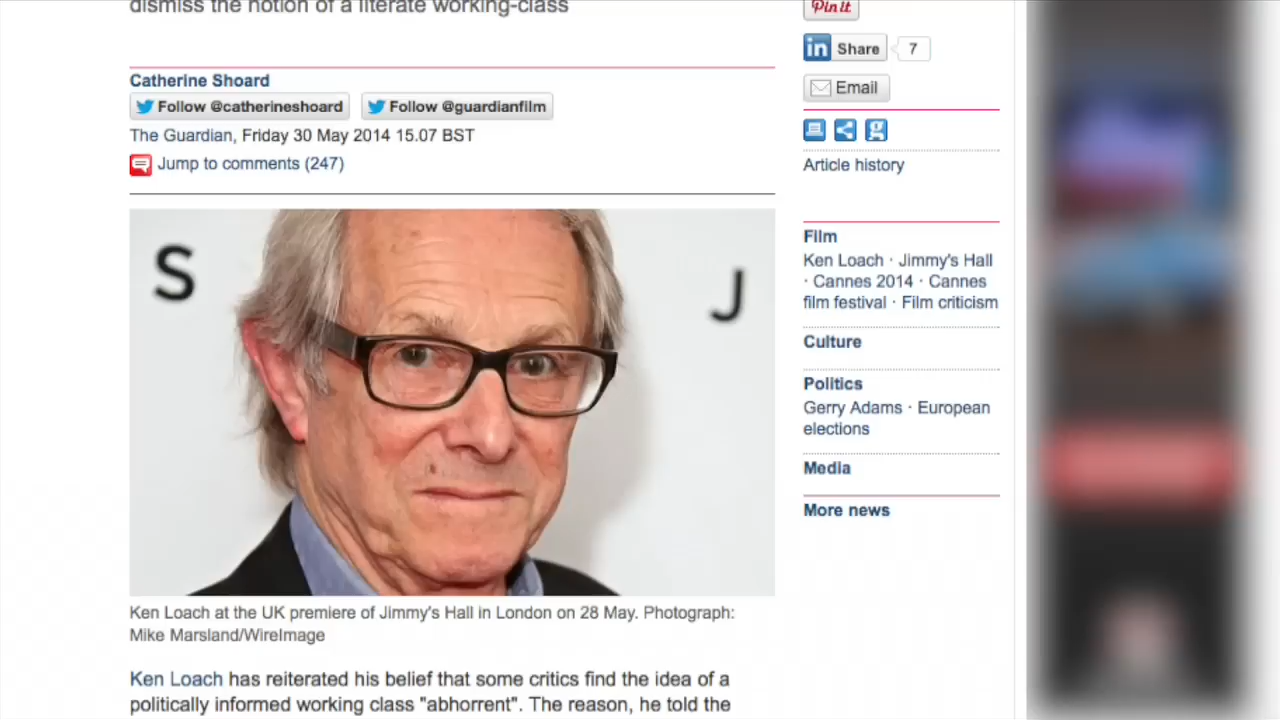 dismiss the notion of a literate working-class
Catherine Shoard
Follow @catherineshoard Follow @guardianfilm
The Guardian, Friday 30 May 2014 15.07 BST
Jump to comments (247)
S J
Ken Loach at the UK premiere of Jimmy's Hall in London on 28 May. Photograph:
Mike Marsland/WireImage
Ken Loach has reiterated his belief that some critics find the idea of a
politically informed working class "abhorrent". The reason, he told the
Pin it
in Share 7
Email
g
Article history
Film
Ken Loach · Jimmy's Hall
· Cannes 2014 · Cannes
film festival · Film criticism
Culture
Politics
Gerry Adams · European
elections
Media
More news